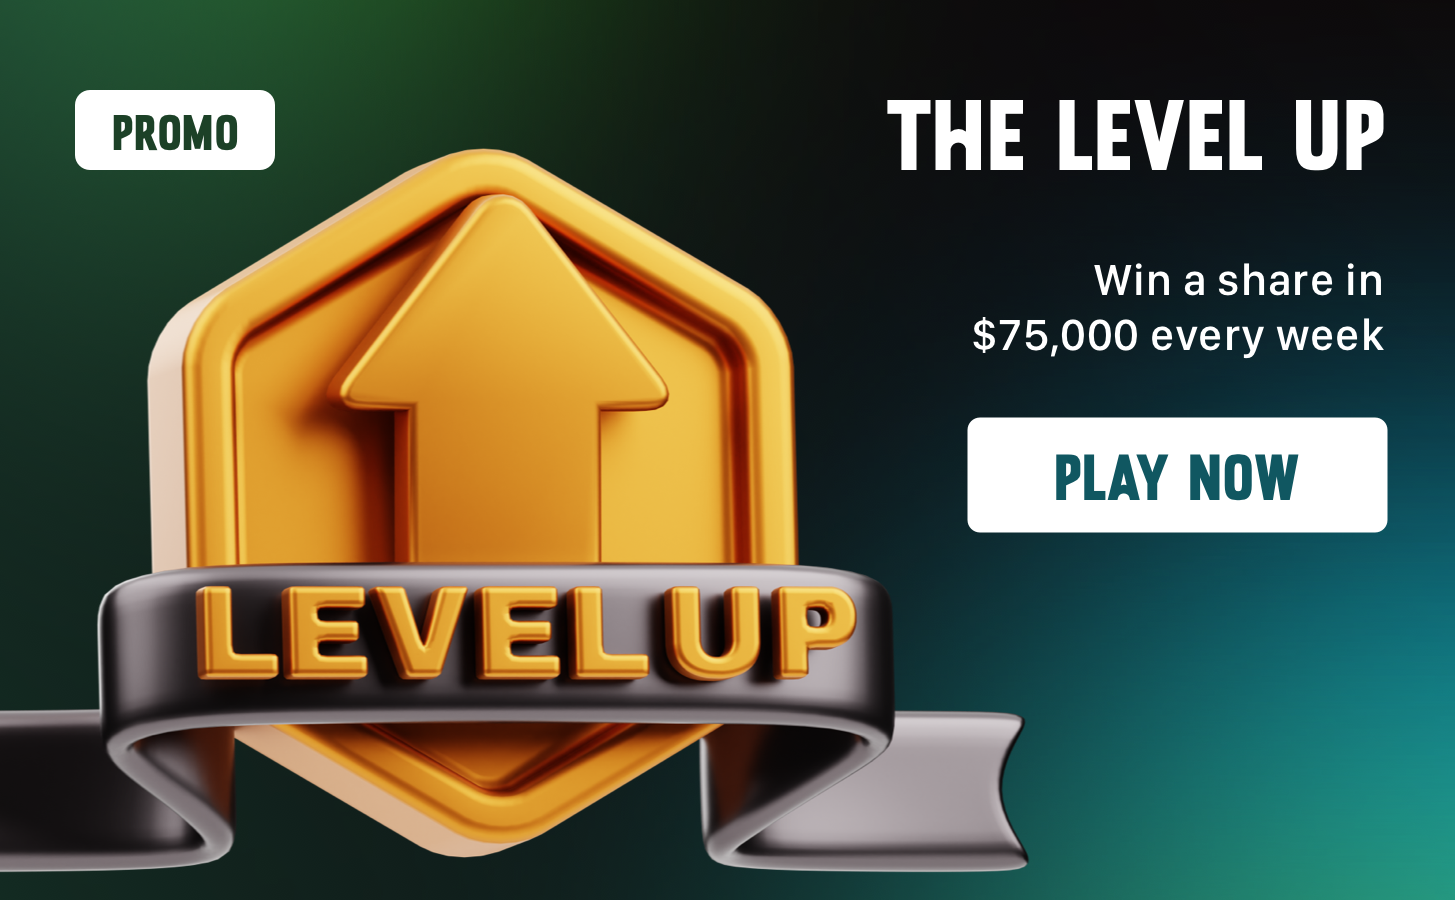 PROMO
THE LEVEL UP
Win a share in
$75,000 every week
PLAY NOW
LEVEL UP